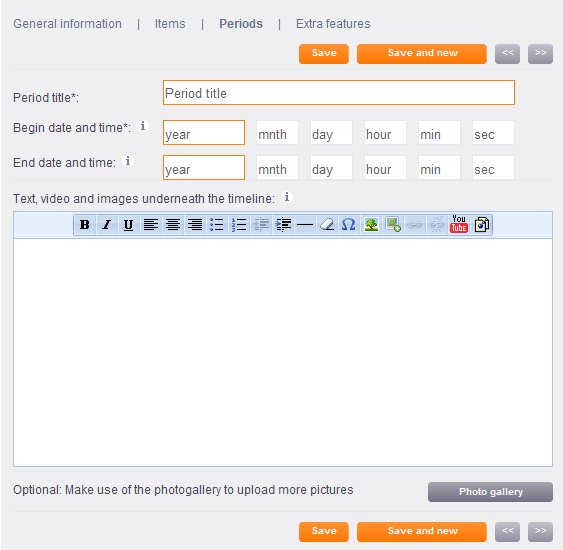 General information | Items | Periods | Extra features
Save Save and new << >>
Period title*: Period title
Begin date and time*: i year mnth day hour min sec
End date and time: i year mnth day hour min sec
Text, video and images underneath the timeline: i
B I U Ω You Tube
Optional: Make use of the photogallery to upload more pictures Photo gallery
Save Save and new << >>